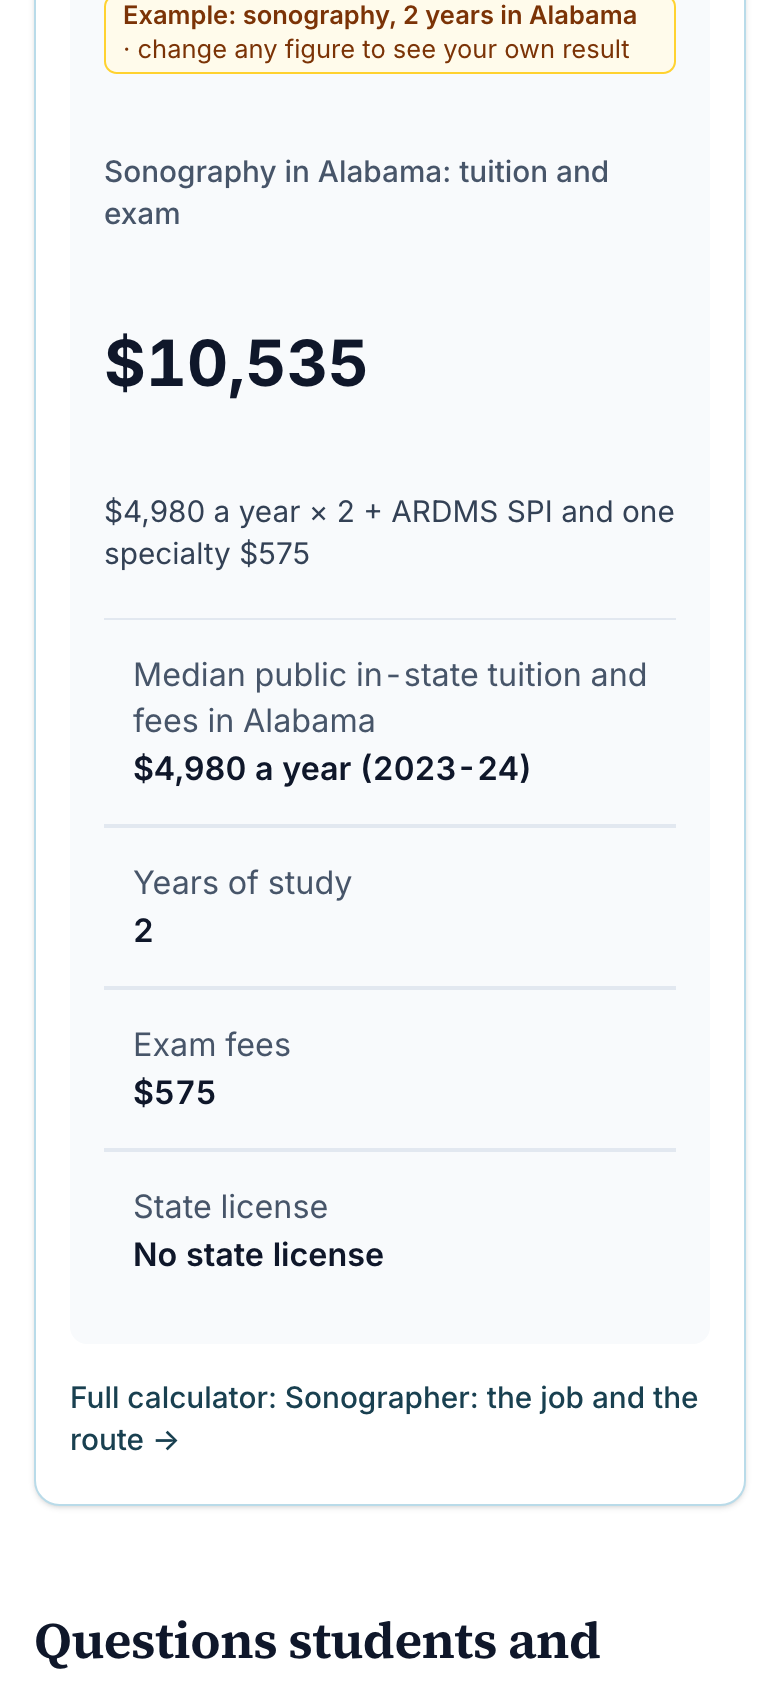 Example: sonography, 2 years in Alabama
· change any figure to see your own result
Sonography in Alabama: tuition and
exam
$10,535
$4,980 a year × 2 + ARDMS SPI and one
specialty $575
Median public in-state tuition and
fees in Alabama
$4,980 a year (2023-24)
Years of study
2
Exam fees
$575
State license
No state license
Full calculator: Sonographer: the job and the
route →
Questions students and